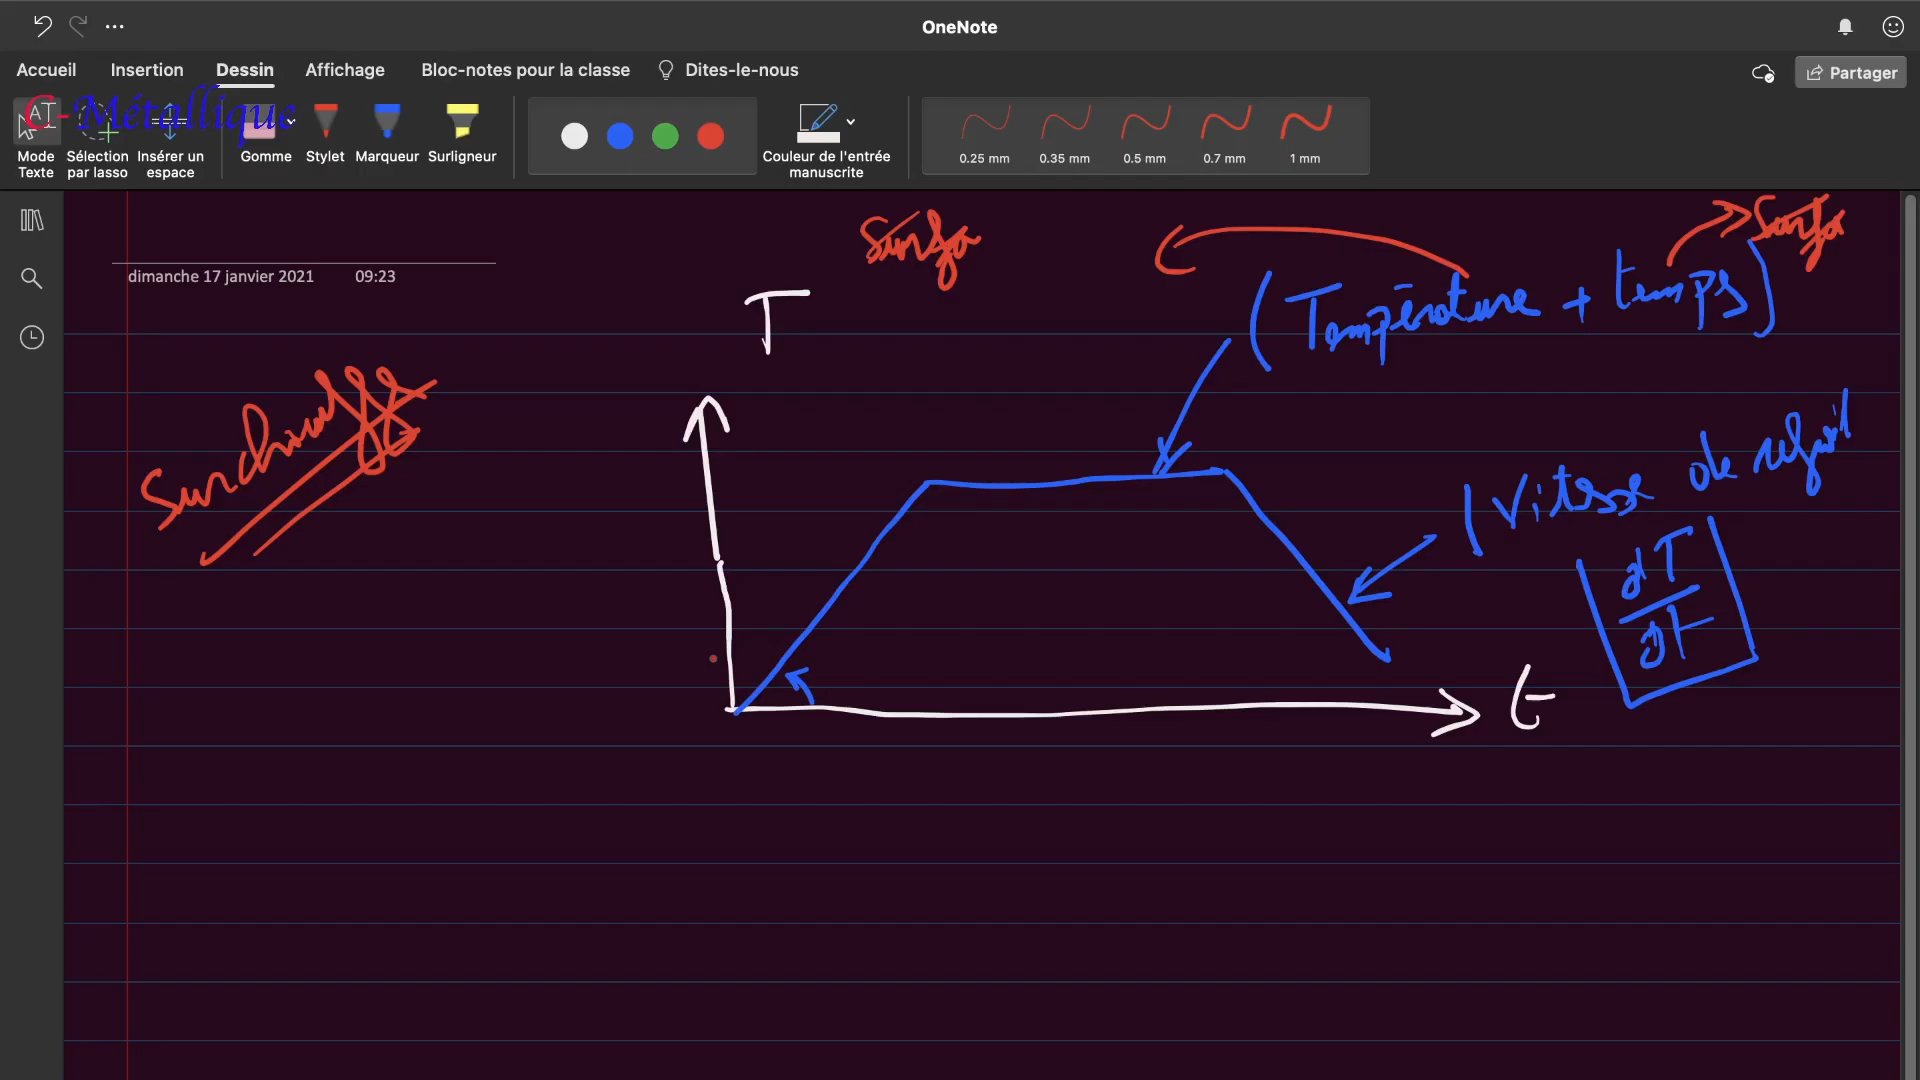 OneNote
Accueil Insertion Dessin Affichage Bloc-notes pour la classe Dites-le-nous
Partager
C-Métallique
Mode Texte
Sélection par lasso
Insérer un espace
Gomme
Stylet
Marqueur
Surligneur
Couleur de l'entrée manuscrite
0.25 mm 0.35 mm 0.5 mm 0.7 mm 1 mm
dimanche 17 janvier 2021 09:23
T
(Température + temps)
Surchauffe
Vitesse de
dT
dt
t